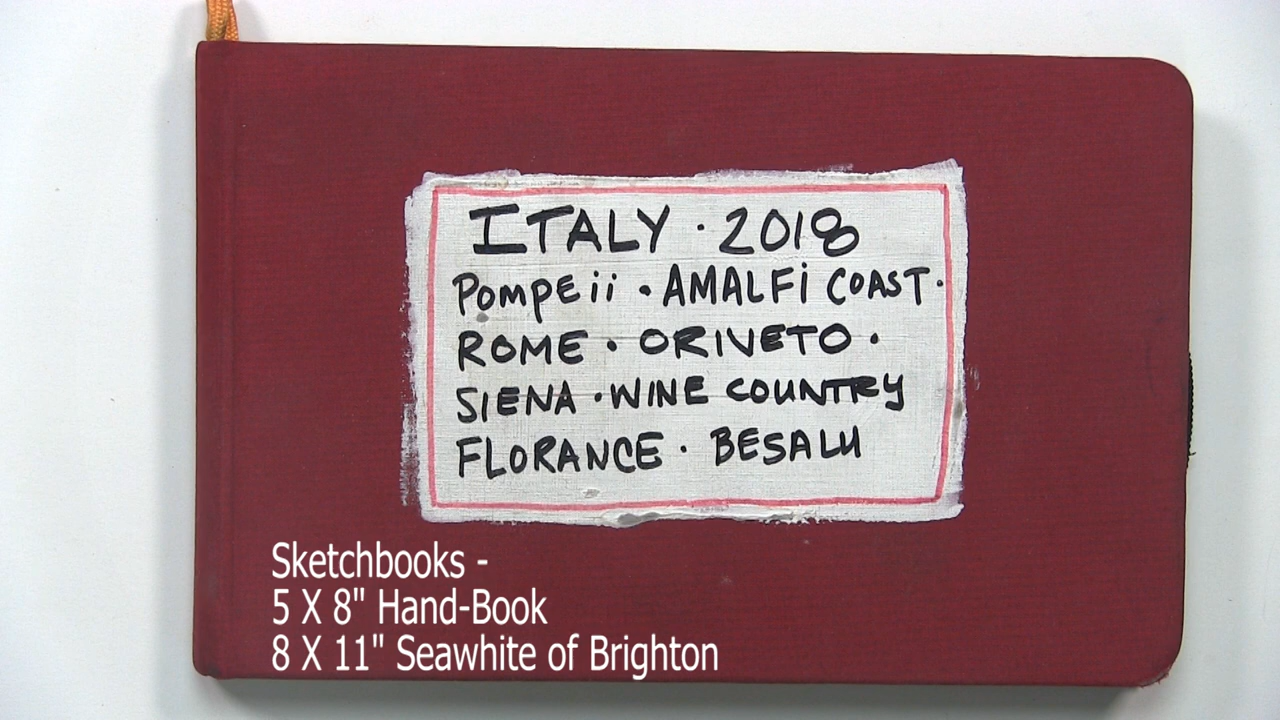 ITALY · 2018
Pompeii · AMALFi COAST ·
ROME · ORIVETO ·
SIENA · WINE COUNTRY
FLORANCE · BESALU
Sketchbooks -
5 X 8" Hand-Book
8 X 11" Seawhite of Brighton